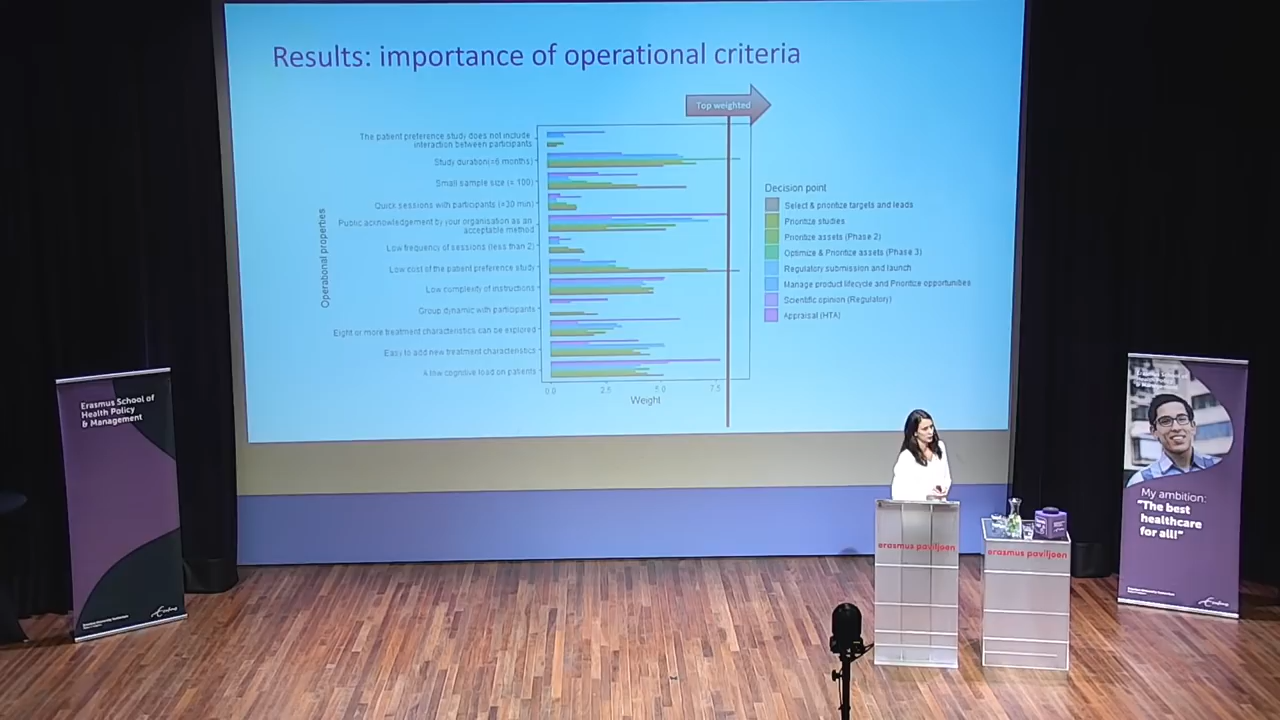 Results: importance of operational criteria
Top weighted
The patient preference study does not include
interaction between participants
Study duration(≈6 months)
Small sample size (< 100)
Quick sessions with participants (≈30 min)
Public acknowledgement by your organisation as an
acceptable method
Low frequency of sessions (less than 2)
Low cost of the patient preference study
Low complexity of instructions
Group dynamic with participants
Eight or more treatment characteristics can be explored
Easy to add new treatment characteristics
A low cognitive load on patients
Operational properties
0.0 2.5 5.0 7.5
Weight
Decision point
Select & prioritize targets and leads
Prioritize studies
Prioritize assets (Phase 2)
Optimize & Prioritize assets (Phase 3)
Regulatory submission and launch
Manage product lifecycle and Prioritize opportunities
Scientific opinion (Regulatory)
Appraisal (HTA)
Erasmus School of
Health Policy
& Management
My ambition:
"The best
healthcare
for all!"
erasmus paviljoen
erasmus paviljoen